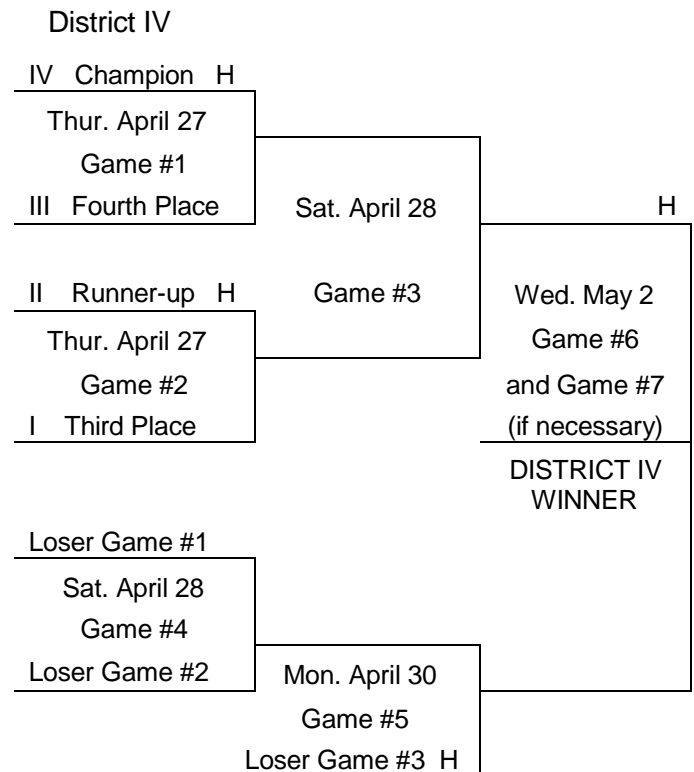 District IV
IV Champion H
Thur. April 27
Game #1
III Fourth Place
Sat. April 28
H
II Runner-up H
Game #3
Wed. May 2
Thur. April 27
Game #6
Game #2
and Game #7
I Third Place
(if necessary)
DISTRICT IV
WINNER
Loser Game #1
Sat. April 28
Game #4
Loser Game #2
Mon. April 30
Game #5
Loser Game #3 H